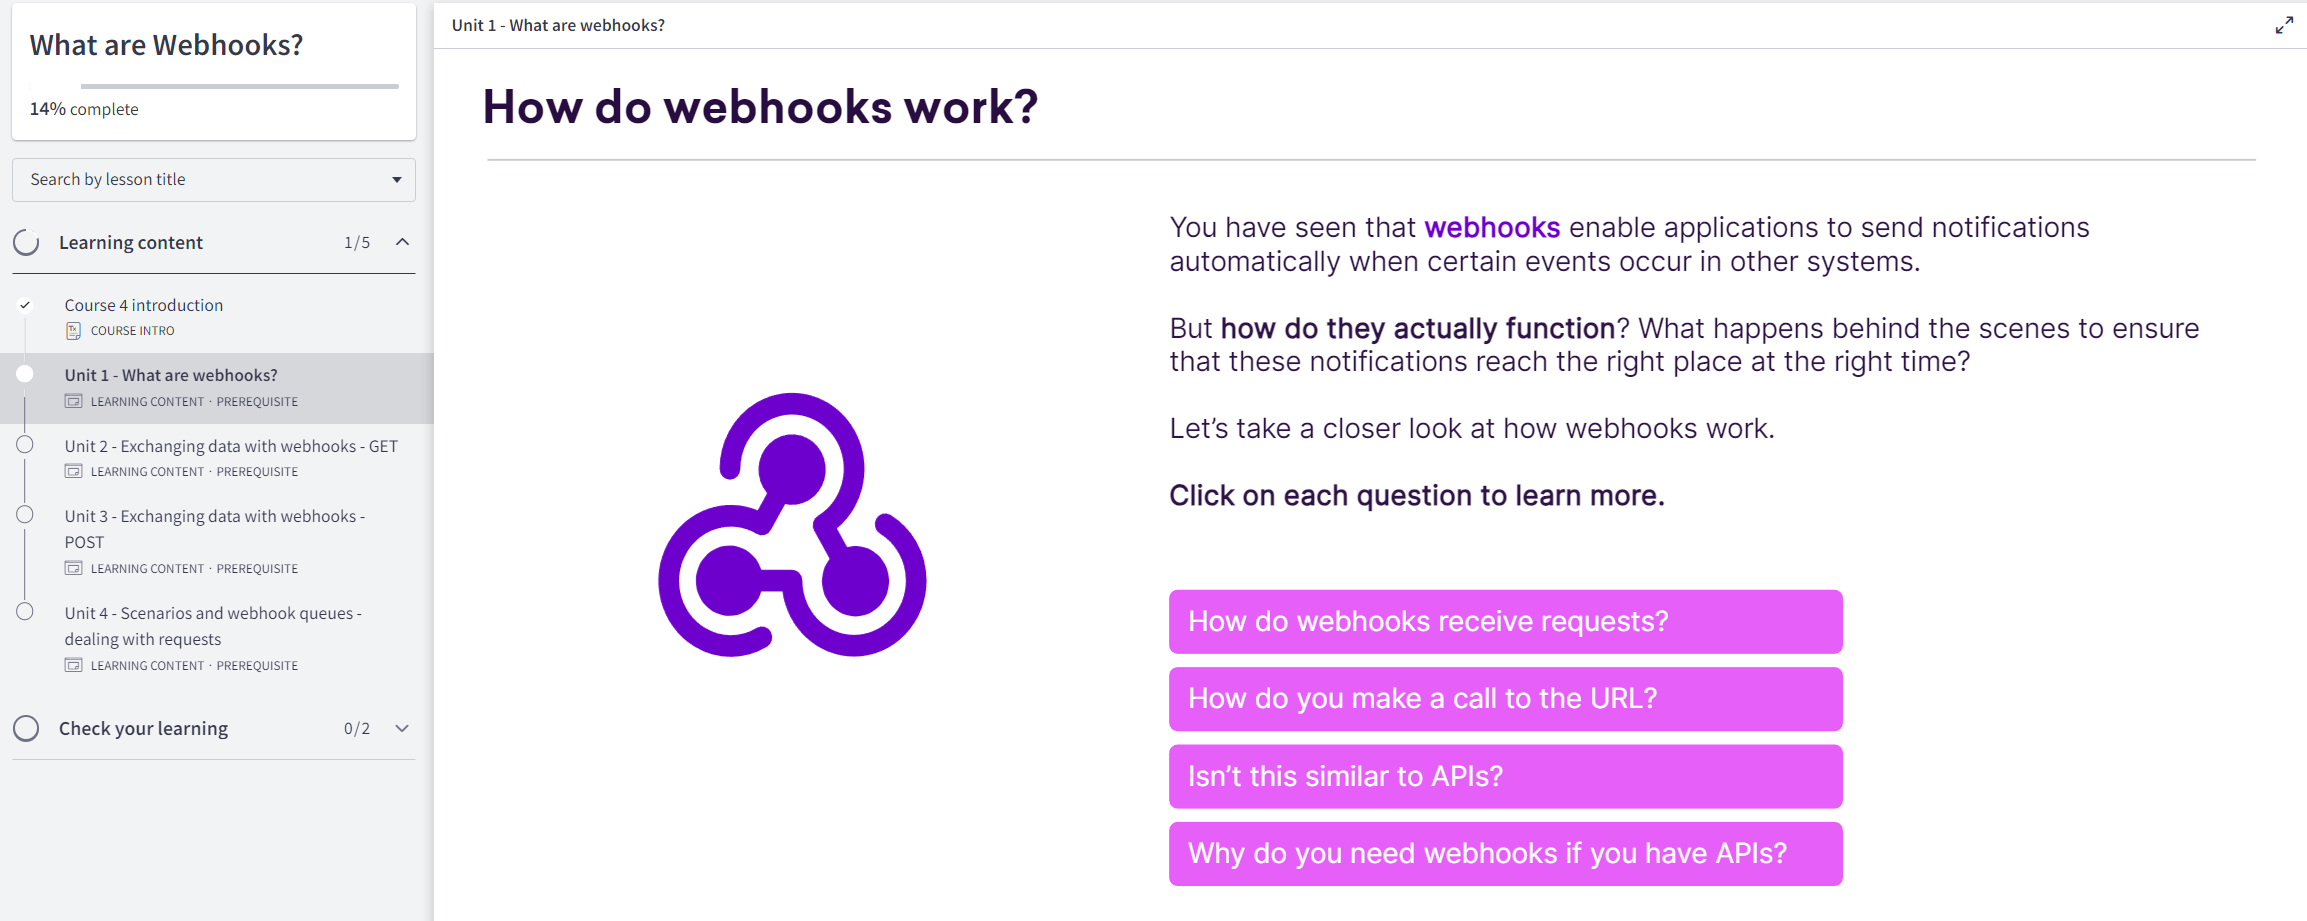 What are Webhooks?
14% complete
Search by lesson title
Learning content 1/5
Course 4 introduction
COURSE INTRO
Unit 1 - What are webhooks?
LEARNING CONTENT · PREREQUISITE
Unit 2 - Exchanging data with webhooks - GET
LEARNING CONTENT · PREREQUISITE
Unit 3 - Exchanging data with webhooks -
POST
LEARNING CONTENT · PREREQUISITE
Unit 4 - Scenarios and webhook queues -
dealing with requests
LEARNING CONTENT · PREREQUISITE
Check your learning 0/2
Unit 1 - What are webhooks?
How do webhooks work?
You have seen that webhooks enable applications to send notifications
automatically when certain events occur in other systems.
But how do they actually function? What happens behind the scenes to ensure
that these notifications reach the right place at the right time?
Let’s take a closer look at how webhooks work.
Click on each question to learn more.
How do webhooks receive requests?
How do you make a call to the URL?
Isn’t this similar to APIs?
Why do you need webhooks if you have APIs?